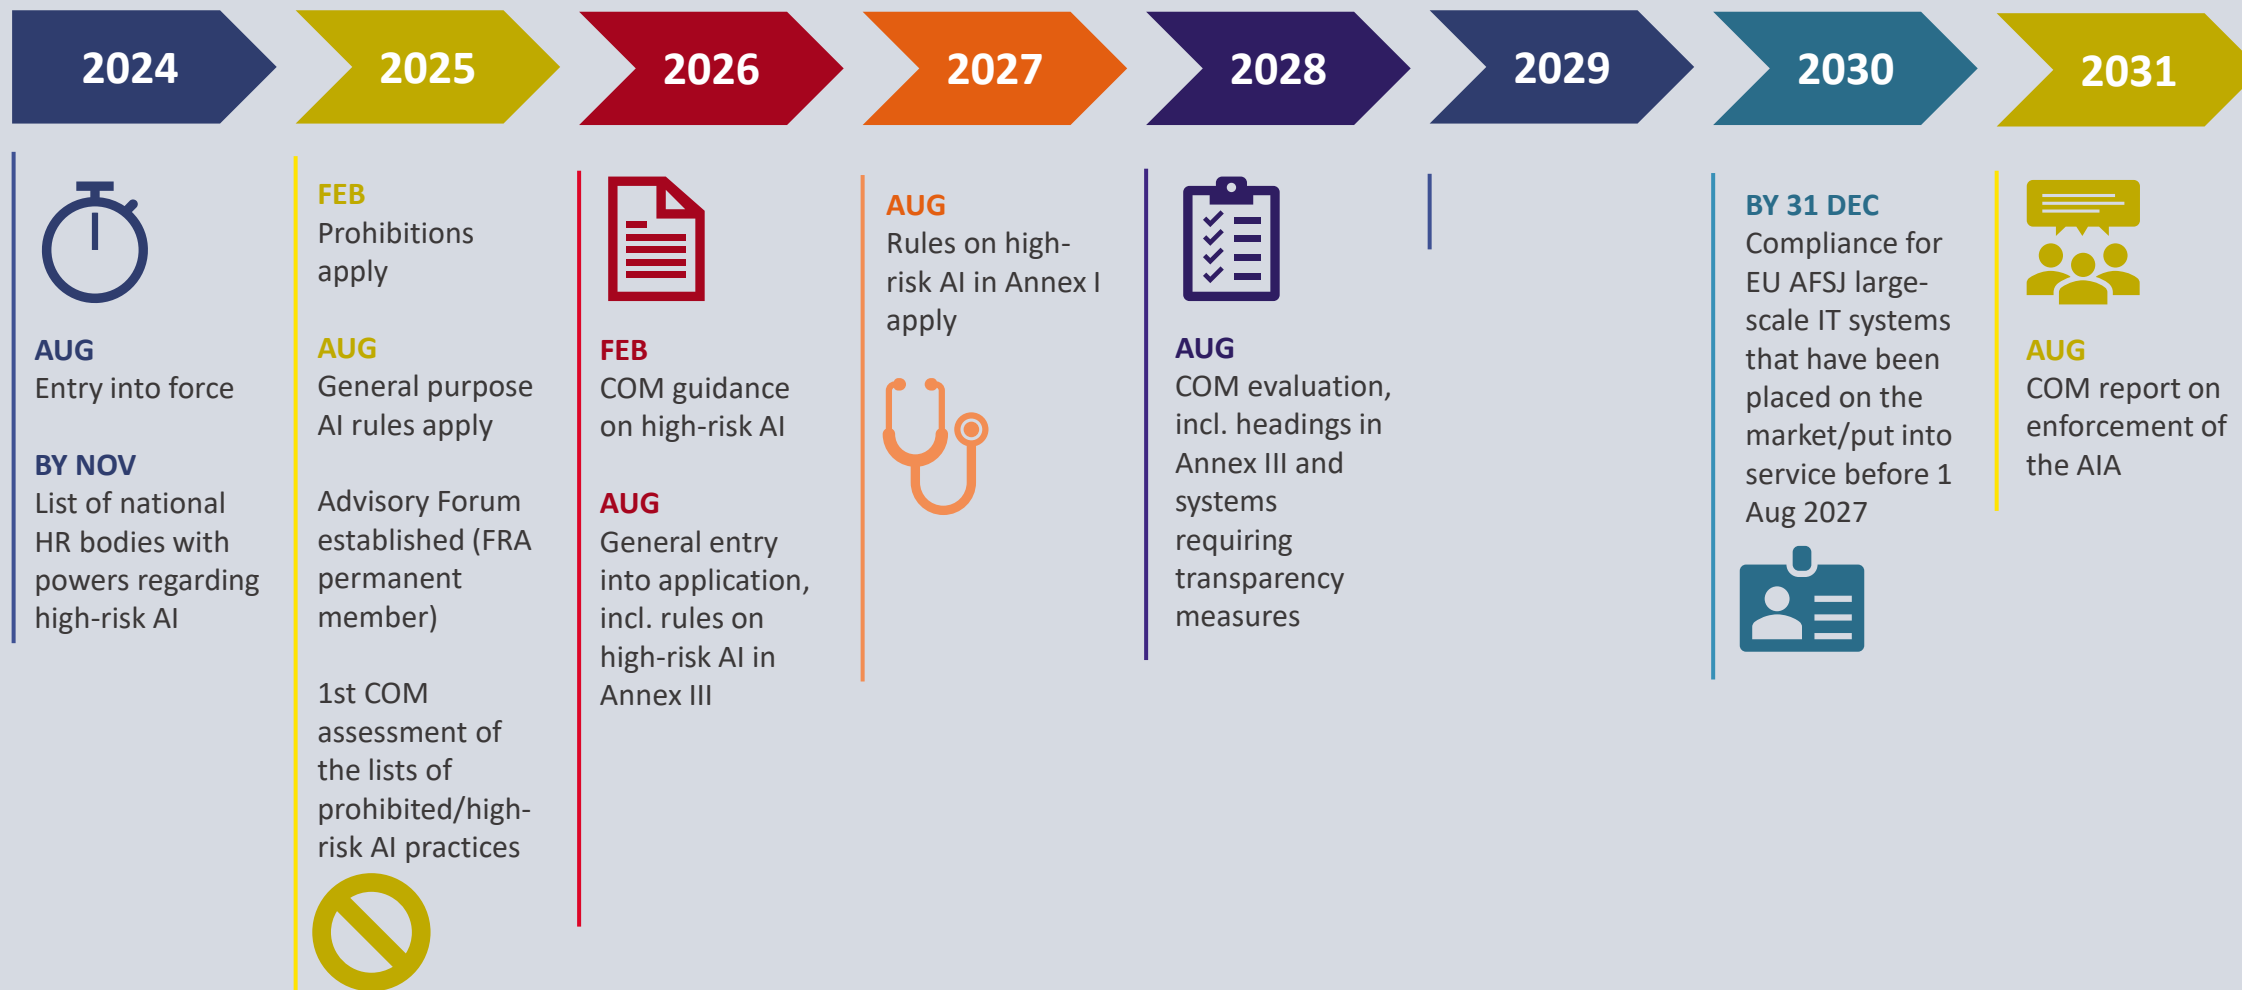 2024
2025
2026
2027
2028
2029
2030
2031
AUG
Entry into force
BY NOV
List of national
HR bodies with
powers regarding
high-risk AI
FEB
Prohibitions
apply
AUG
General purpose
AI rules apply
Advisory Forum
established (FRA
permanent
member)
1st COM
assessment of
the lists of
prohibited/high-
risk AI practices
FEB
COM guidance
on high-risk AI
AUG
General entry
into application,
incl. rules on
high-risk AI in
Annex III
AUG
Rules on high-
risk AI in Annex I
apply
AUG
COM evaluation,
incl. headings in
Annex III and
systems
requiring
transparency
measures
BY 31 DEC
Compliance for
EU AFSJ large-
scale IT systems
that have been
placed on the
market/put into
service before 1
Aug 2027
AUG
COM report on
enforcement of
the AIA